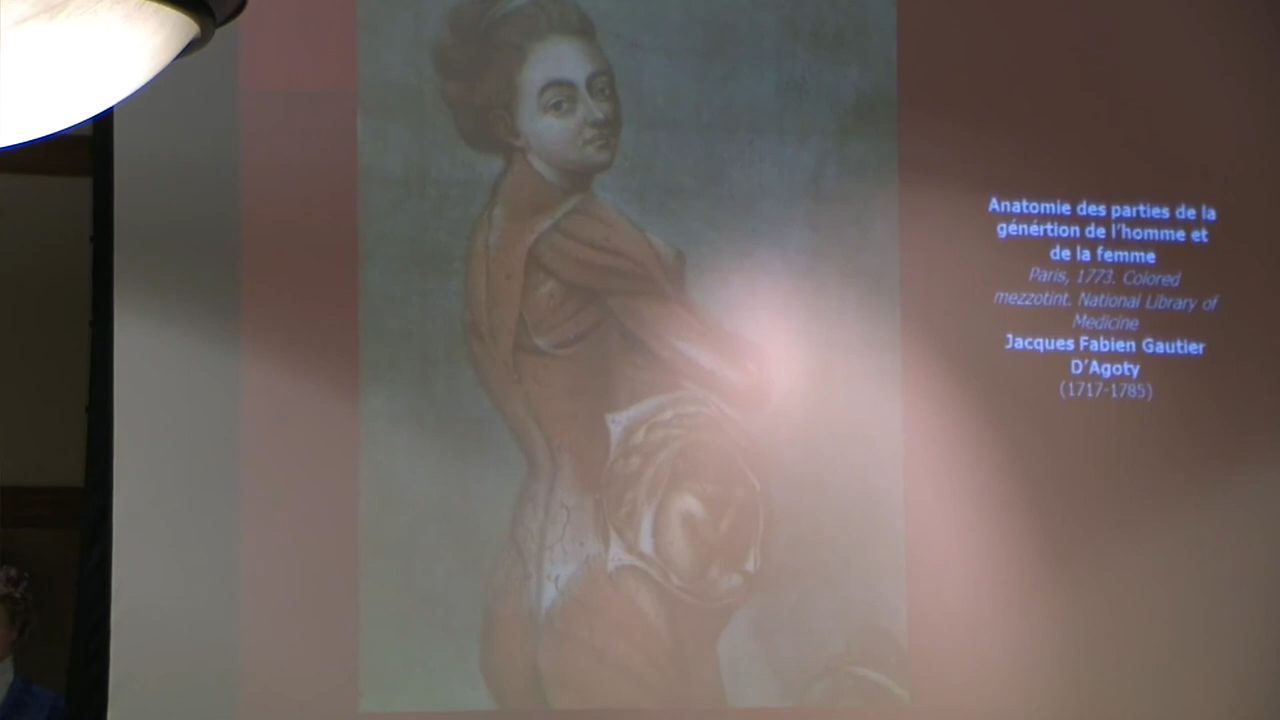 Anatomie des parties de la
génértion de l'homme et
de la femme
Paris, 1773. Colored
mezzotint. National Library of
Medicine
Jacques Fabien Gautier
D'Agoty
(1717-1785)